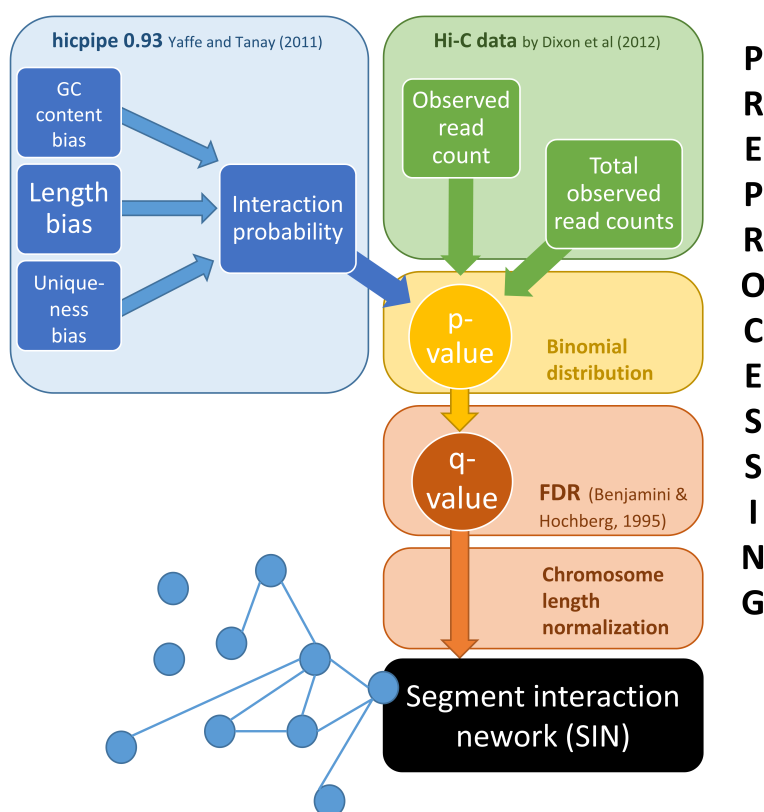 hicpipe 0.93 Yaffe and Tanay (2011)
GC
content
bias
Length
bias
Unique-
ness
bias
Interaction
probability
Hi-C data by Dixon et al (2012)
Observed
read
count
Total
observed
read counts
p-
value
Binomial
distribution
q-
value
FDR (Benjamini &
Hochberg, 1995)
Chromosome
length
normalization
Segment interaction
nework (SIN)
P
R
E
P
R
O
C
E
S
S
I
N
G